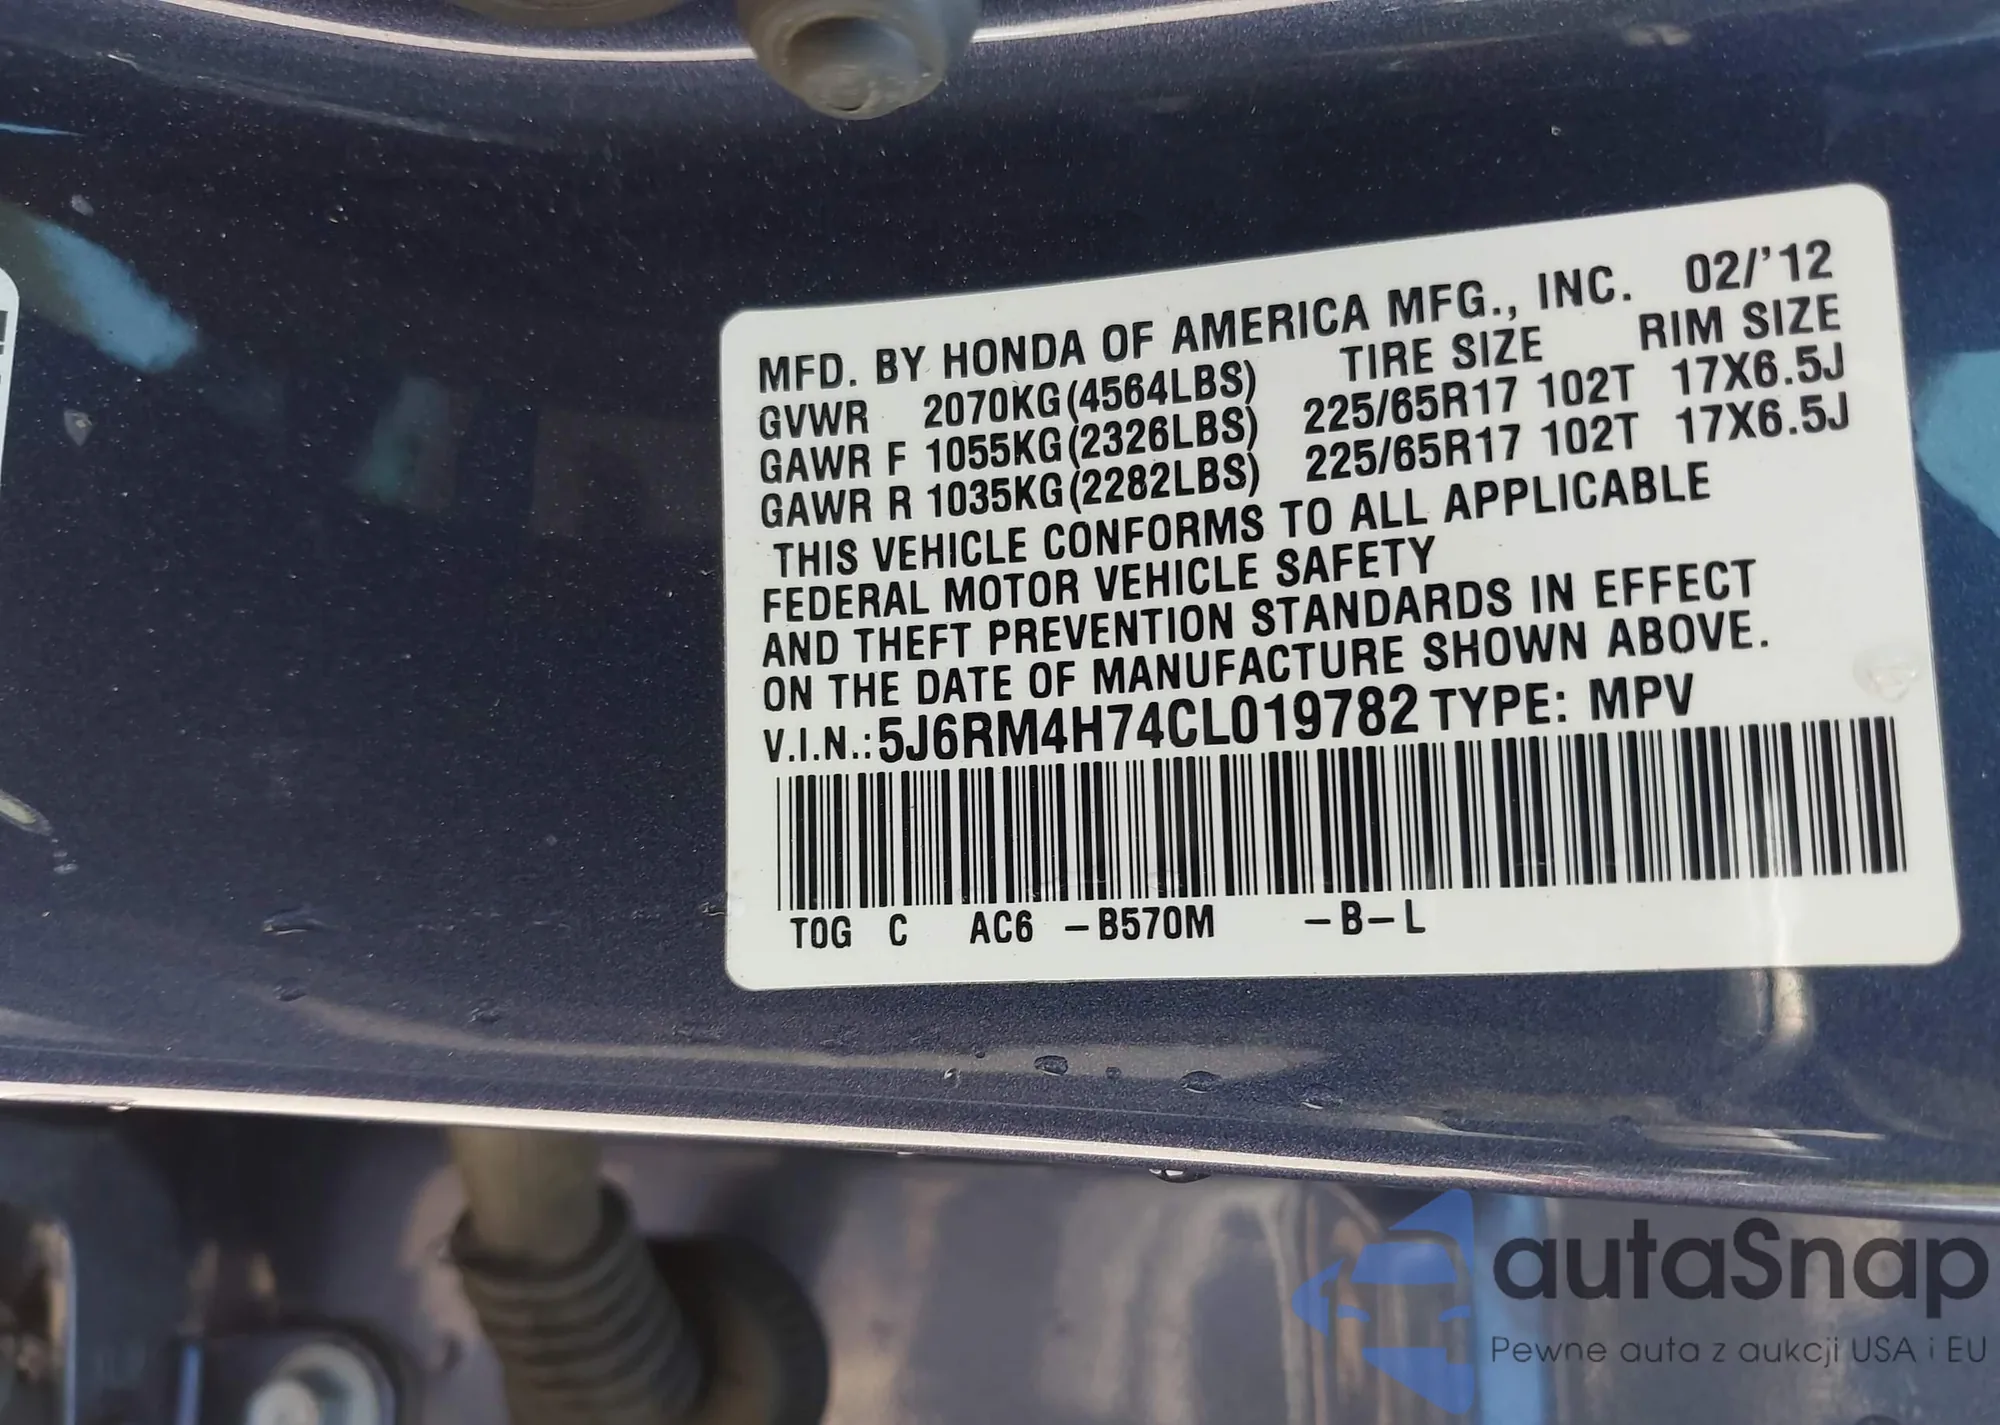 MFD. BY HONDA OF AMERICA MFG., INC. 02/'12
TIRE SIZE RIM SIZE
GVWR 2070KG(4564LBS)
GAWR F 1055KG(2326LBS) 225/65R17 102T 17X6.5J
GAWR R 1035KG(2282LBS) 225/65R17 102T 17X6.5J
THIS VEHICLE CONFORMS TO ALL APPLICABLE
FEDERAL MOTOR VEHICLE SAFETY
AND THEFT PREVENTION STANDARDS IN EFFECT
ON THE DATE OF MANUFACTURE SHOWN ABOVE.
V.I.N.: 5J6RM4H74CL019782 TYPE: MPV
T0G C AC6 -B570M -B-L
autaSnap
Pewne auta z aukcji USA i EU